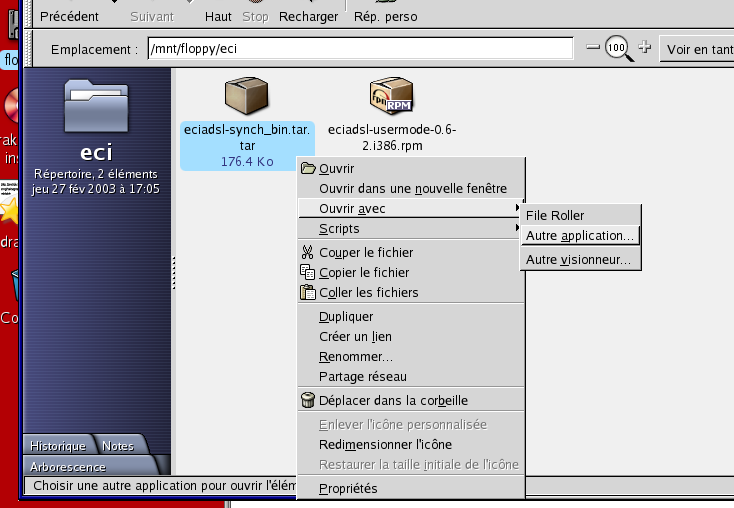 Précédent Suivant Haut Stop Recharger Rép. perso
Emplacement : /mnt/floppy/eci 100 Voir en tant
flo
eci
Répertoire, 2 éléments
jeu 27 fév 2003 à 17:05
eciadsl-synch_bin.tar.
tar
176.4 Ko
eciadsl-usermode-0.6-
2.i386.rpm
RPM
Ouvrir
Ouvrir dans une nouvelle fenêtre
Ouvrir avec
Scripts
Couper le fichier
Copier le fichier
Coller les fichiers
Dupliquer
Créer un lien
Renommer...
Partage réseau
Déplacer dans la corbeille
Enlever l'icône personnalisée
Redimensionner l'icône
Restaurer la taille initiale de l'icône
Propriétés
File Roller
Autre application...
Autre visionneur...
rak
ins
dra
Co
Historique Notes
Arborescence
Choisir une autre application pour ouvrir l'élém